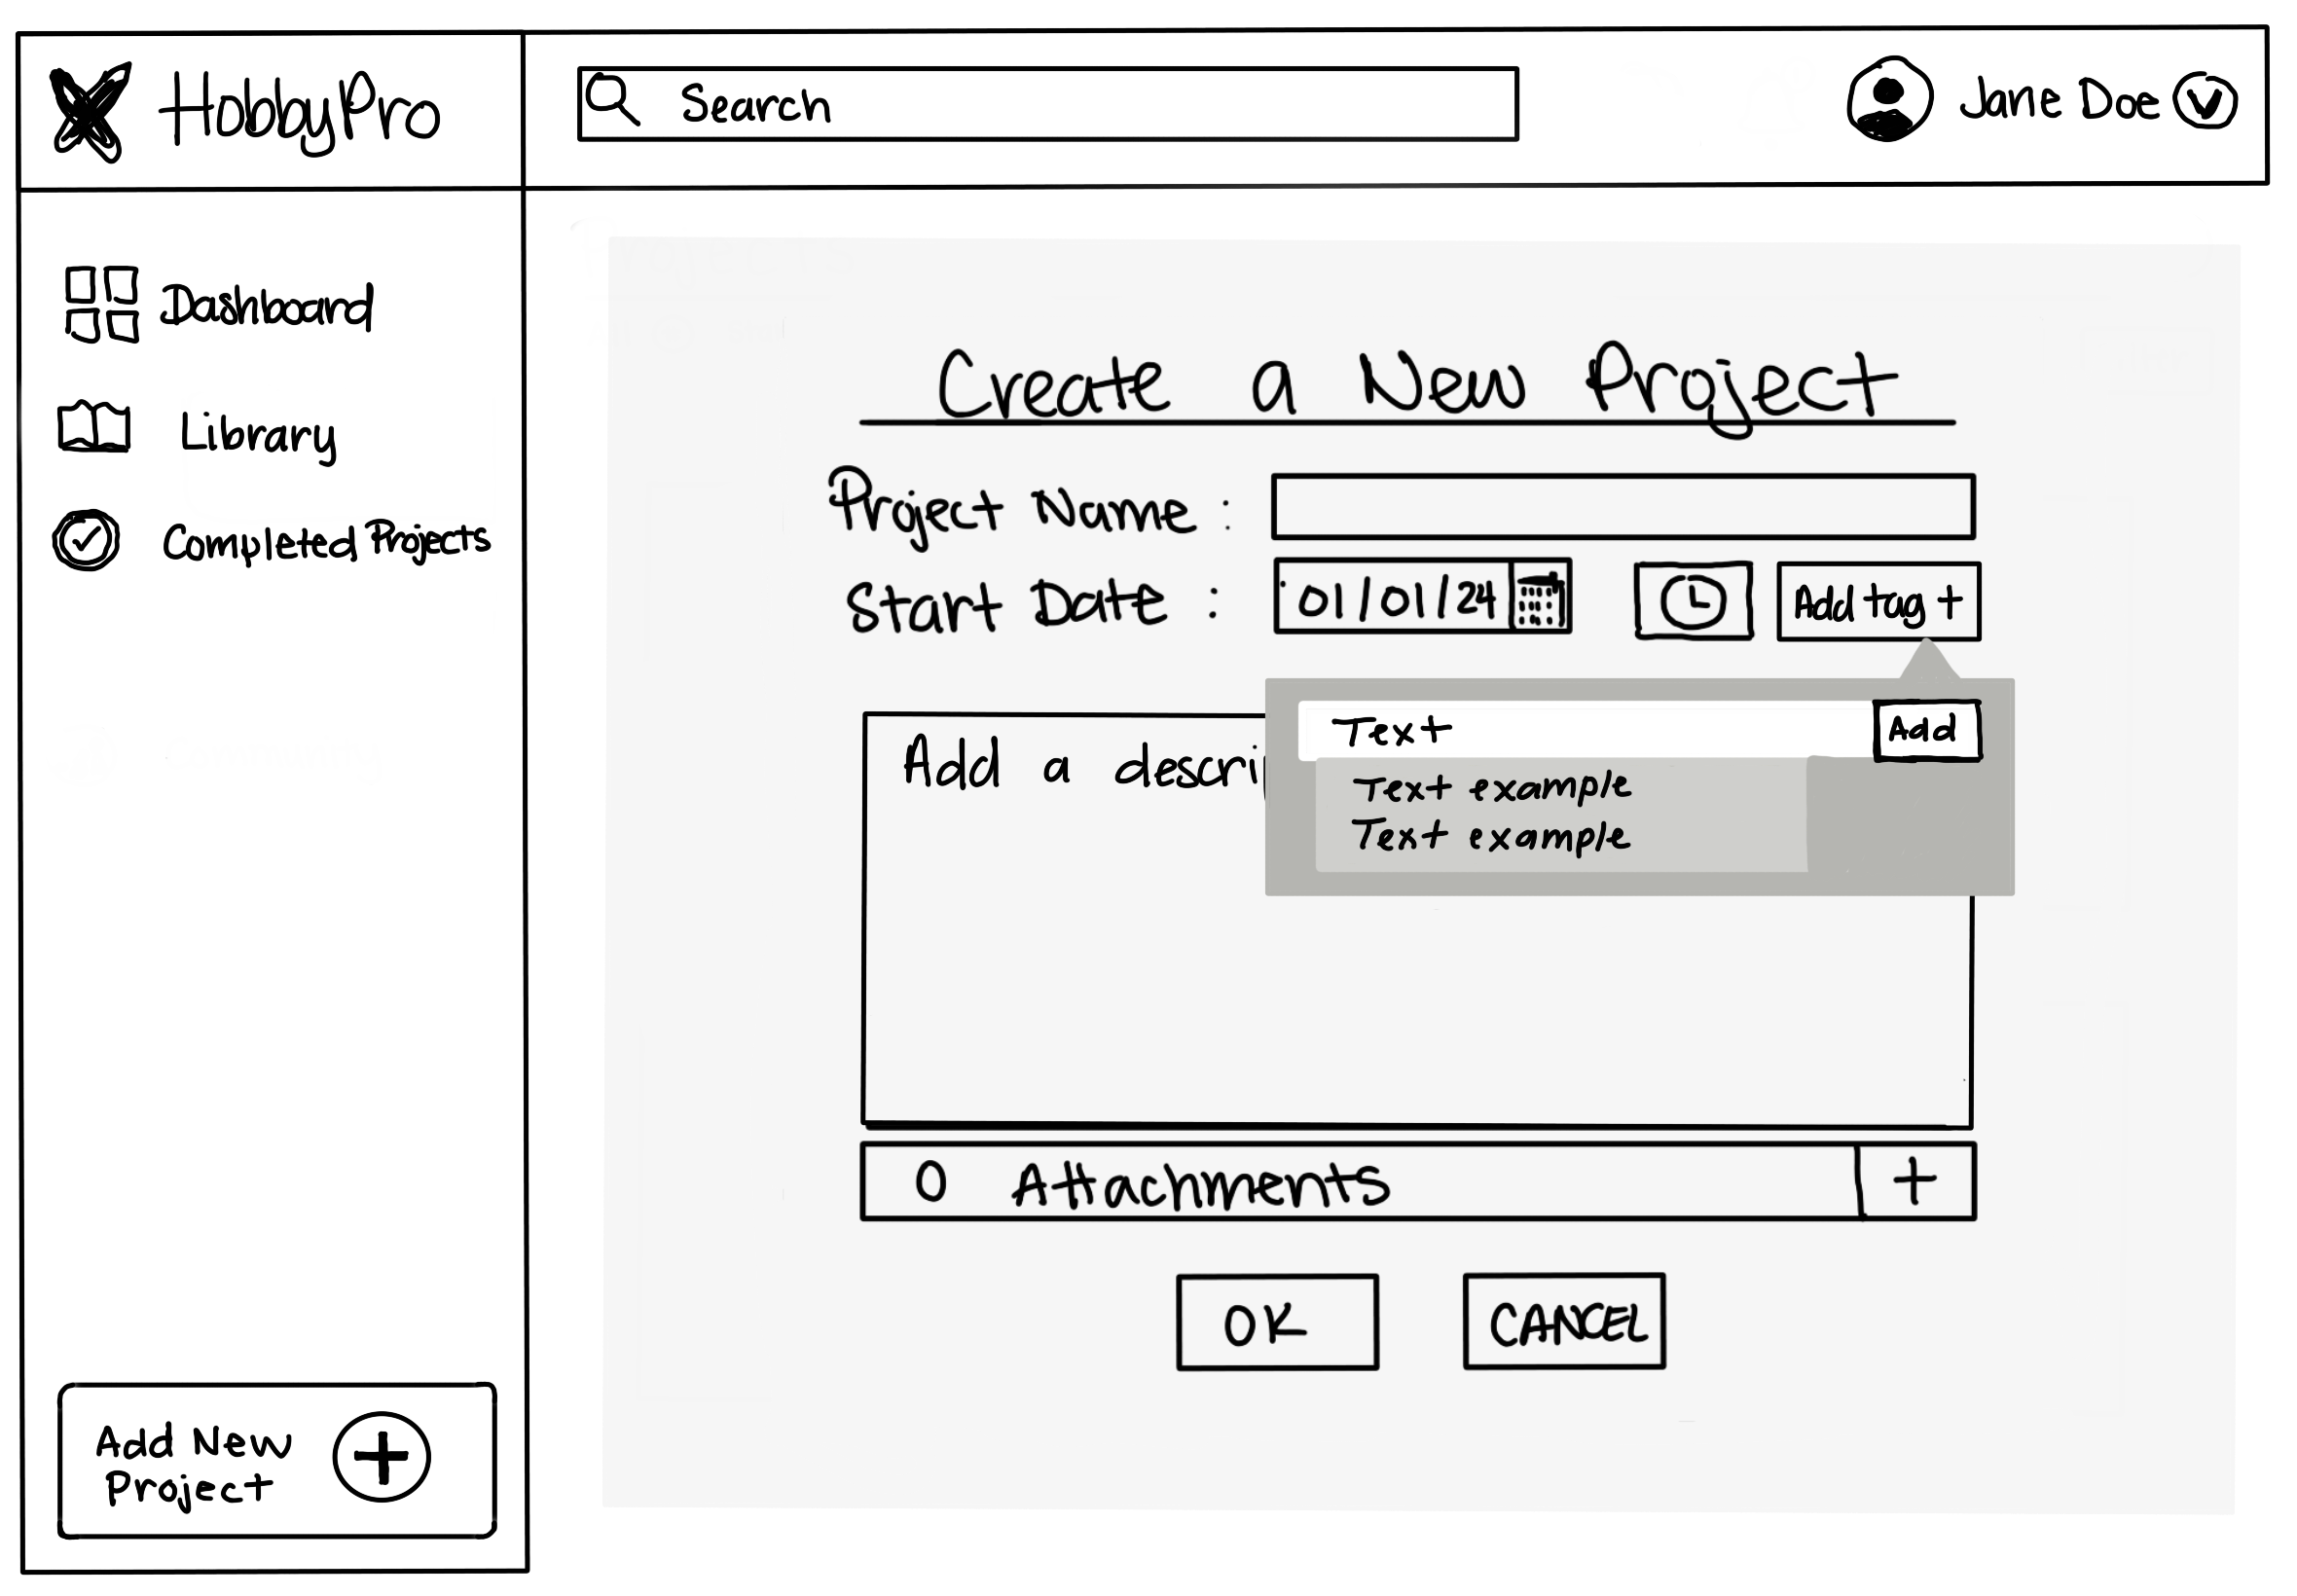 HobbyPro
Search
Jane Doe
Dashboard
Library
Completed Projects
Add New
Project
Create a New Project
Project Name :
Start Date : 01/01/24
Add tag +
Text
Add
Text example
Text example
Add a descri
0 Attachments +
OK
CANCEL